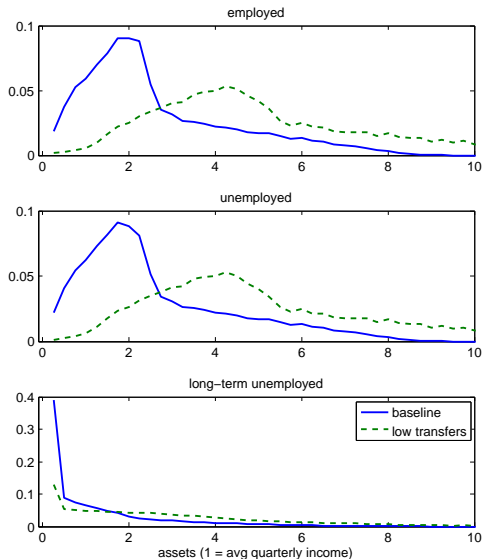 employed
0.1
0.05
0
0 2 4 6 8 10
unemployed
0.1
0.05
0
0 2 4 6 8 10
long−term unemployed
0.4
0.3
0.2
0.1
0
baseline
low transfers
0 2 4 6 8 10
assets (1 = avg quarterly income)